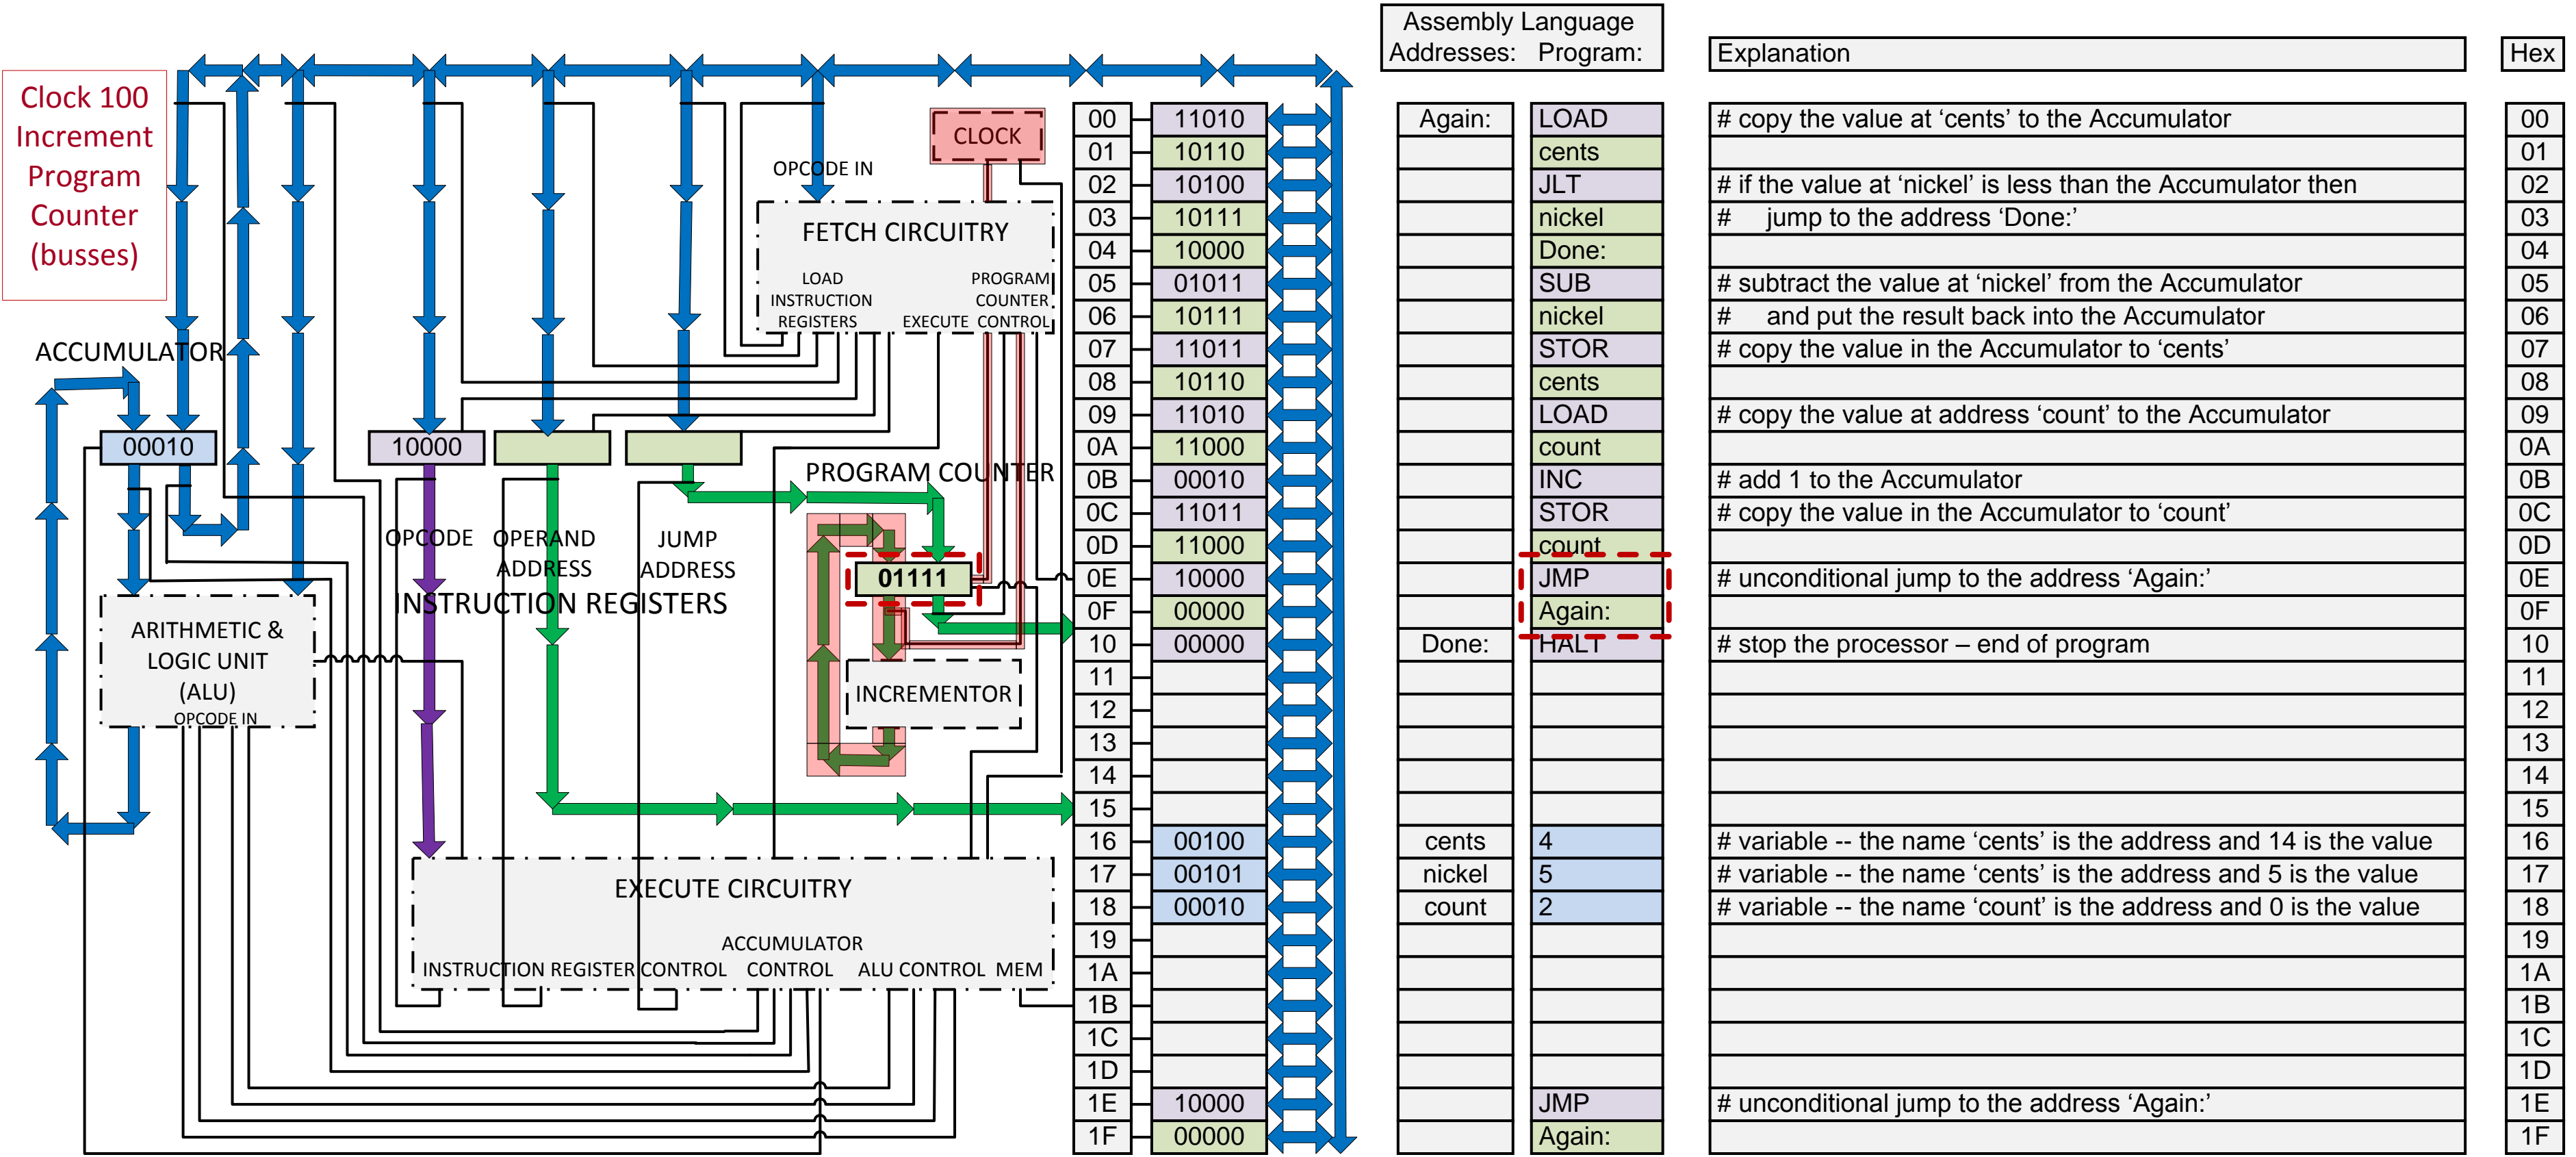 Assembly Language
Addresses: Program:
Explanation
Hex
Clock 100
Increment
Program
Counter
(busses)
CLOCK
OPCODE IN
FETCH CIRCUITRY
LOAD
INSTRUCTION
REGISTERS
EXECUTE
PROGRAM
COUNTER
CONTROL
ACCUMULATOR
00010
10000
PROGRAM COUNTER
01111
OPCODE
OPERAND
ADDRESS
JUMP
ADDRESS
INSTRUCTION REGISTERS
ARITHMETIC &
LOGIC UNIT
(ALU)
OPCODE IN
INCREMENTOR
EXECUTE CIRCUITRY
INSTRUCTION REGISTER CONTROL
ACCUMULATOR
CONTROL
ALU CONTROL
MEM
00 11010 Again: LOAD # copy the value at ‘cents’ to the Accumulator 00
01 10110 cents 01
02 10100 JLT # if the value at ‘nickel’ is less than the Accumulator then 02
03 10111 nickel # jump to the address ‘Done:’ 03
04 10000 Done: 04
05 01011 SUB # subtract the value at ‘nickel’ from the Accumulator 05
06 10111 nickel # and put the result back into the Accumulator 06
07 11011 STOR # copy the value in the Accumulator to ‘cents’ 07
08 10110 cents 08
09 11010 LOAD # copy the value at address ‘count’ to the Accumulator 09
0A 11000 count 0A
0B 00010 INC # add 1 to the Accumulator 0B
0C 11011 STOR # copy the value in the Accumulator to ‘count’ 0C
0D 11000 count 0D
0E 10000 JMP # unconditional jump to the address ‘Again:’ 0E
0F 00000 Again: 0F
10 00000 Done: HALT # stop the processor – end of program 10
11 11
12 12
13 13
14 14
15 15
16 00100 cents 4 # variable -- the name ‘cents’ is the address and 14 is the value 16
17 00101 nickel 5 # variable -- the name ‘cents’ is the address and 5 is the value 17
18 00010 count 2 # variable -- the name ‘count’ is the address and 0 is the value 18
19 19
1A 1A
1B 1B
1C 1C
1D 1D
1E 10000 JMP # unconditional jump to the address ‘Again:’ 1E
1F 00000 Again: 1F